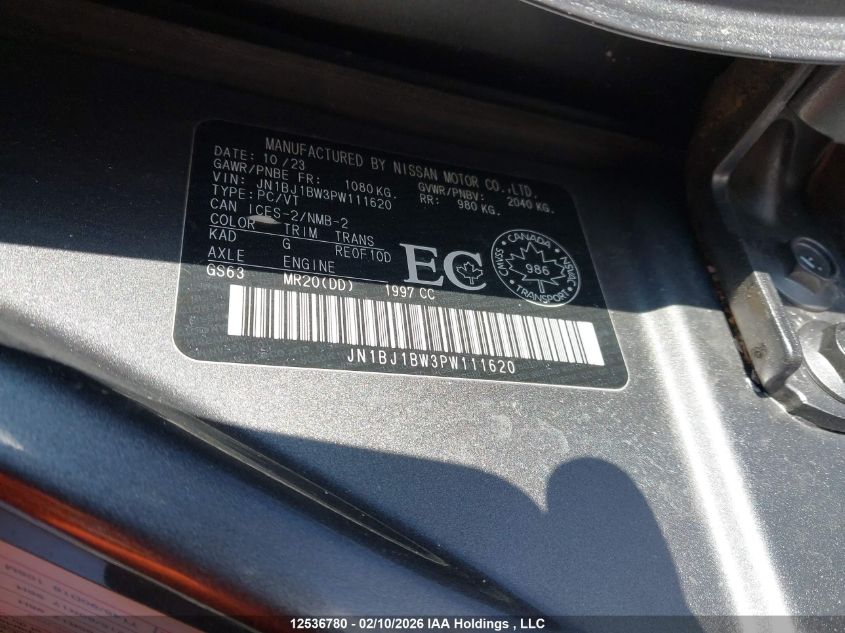 MANUFACTURED BY NISSAN MOTOR CO.,LTD.
DATE: 10/23
GAWR/PNBE FR: 1080KG. GVWR/PNBV: 2040 KG.
RR: 980 KG.
VIN: JN1BJ1BW3PW111620
TYPE: PC/VT
CAN ICES-2/NMB-2
COLOR TRIM TRANS
KAD G RE0F10D
AXLE ENGINE
GS63 MR20(DD) 1997 CC
EC
CANADA
986
TRANSPORT
JN1BJ1BW3PW111620
12536780 - 02/10/2026 IAA Holdings , LLC